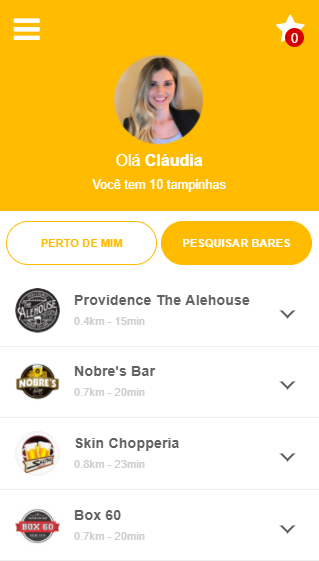 0
Olá Cláudia
Você tem 10 tampinhas
PERTO DE MIM
PESQUISAR BARES
ALEHOUSE
Providence The Alehouse
0.4km - 15min
NOBRE'S
Nobre's Bar
0.7km - 20min
Skin Chopperia
0.8km - 23min
BOX 60
Box 60
0.7km - 20min